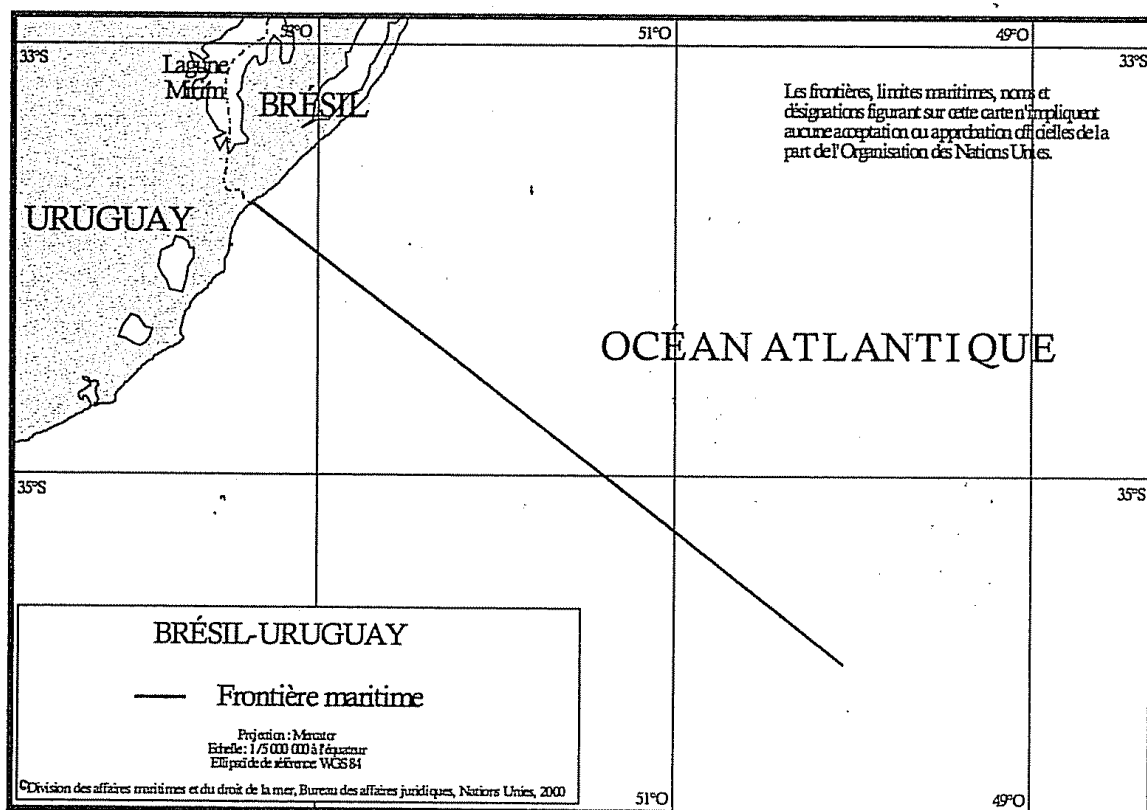 53°O
51°O
49°O
33°S
33°S
Lagune
Mirim
BRÉSIL
Les frontières, limites maritimes, noms et
désignations figurant sur cette carte n'impliquent
aucune acceptation ou approbation officielles de la
part de l'Organisation des Nations Unies.
URUGUAY
OCÉAN ATLANTIQUE
35°S
35°S
BRÉSIL-URUGUAY
Frontière maritime
Projection : Mercator
Echelle : 1/5 000 000 à l'équateur
Ellipsoïde de référence WGS 84
©Division des affaires maritimes et du droit de la mer, Bureau des affaires juridiques, Nations Unies, 2000
51°O
49°O